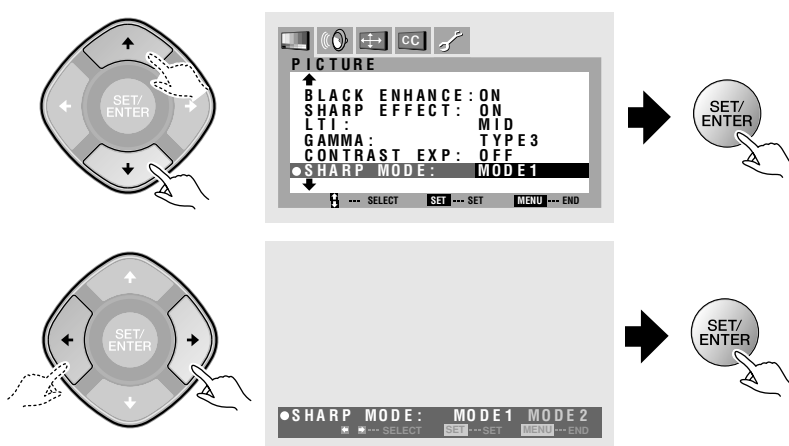 SET/
ENTER
CC
PICTURE
BLACK ENHANCE: ON
SHARP EFFECT: ON
LTI: MID
GAMMA: TYPE3
CONTRAST EXP: OFF
●SHARP MODE: MODE1
--- SELECT SET --- SET MENU --- END
SET/
ENTER
SET/
ENTER
●SHARP MODE: MODE1 MODE2
--- SELECT SET --- SET MENU --- END
SET/
ENTER